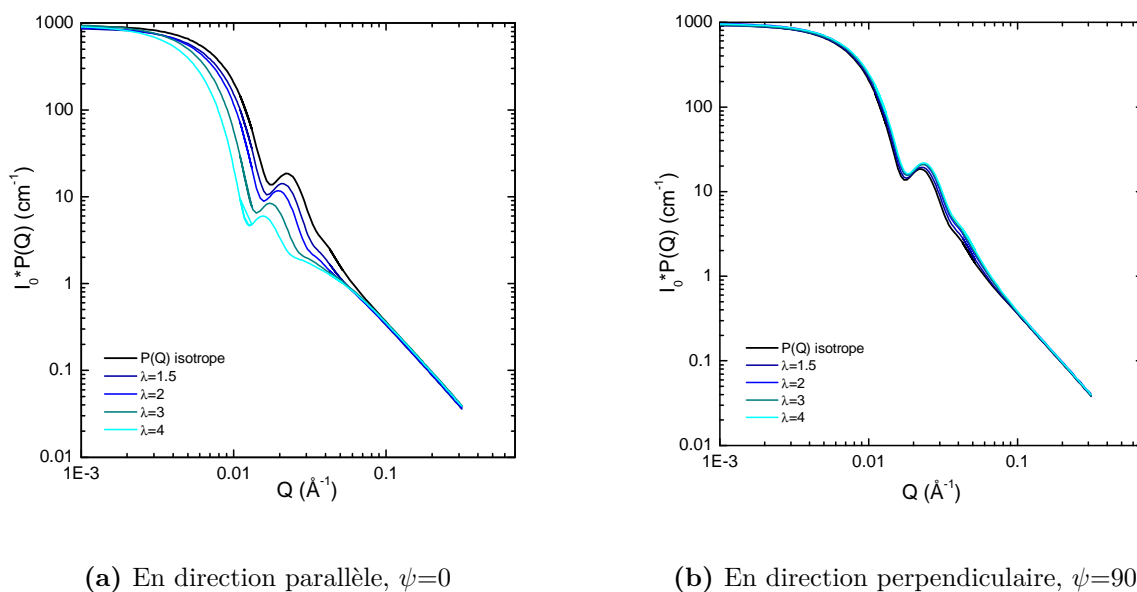 1000
100
10
1
0.1
0.01
1E-3
0.01
0.1
I₀*P(Q) (cm⁻¹)
Q (Å⁻¹)
P(Q) isotrope
λ=1.5
λ=2
λ=3
λ=4
1000
100
10
1
0.1
0.01
1E-3
0.01
0.1
I₀*P(Q) (cm⁻¹)
Q (Å⁻¹)
P(Q) isotrope
λ=1.5
λ=2
λ=3
λ=4
(a) En direction parallèle, ψ=0
(b) En direction perpendiculaire, ψ=90